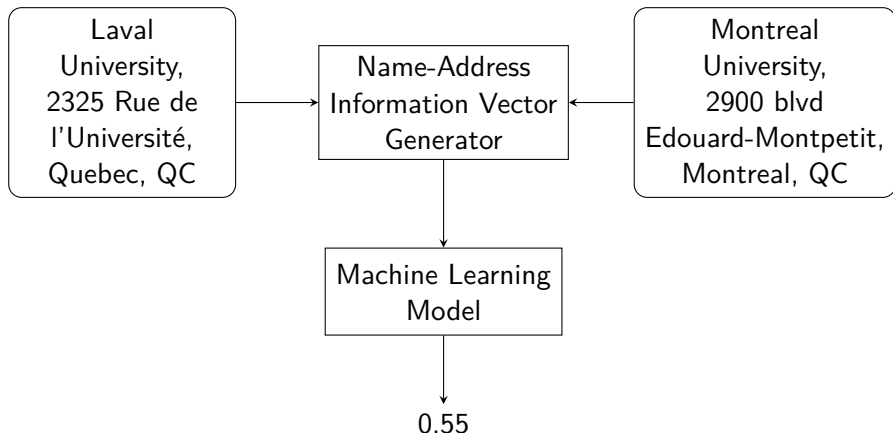 Laval
University,
2325 Rue de
l'Université,
Quebec, QC
Name-Address
Information Vector
Generator
Montreal
University,
2900 blvd
Edouard-Montpetit,
Montreal, QC
Machine Learning
Model
0.55